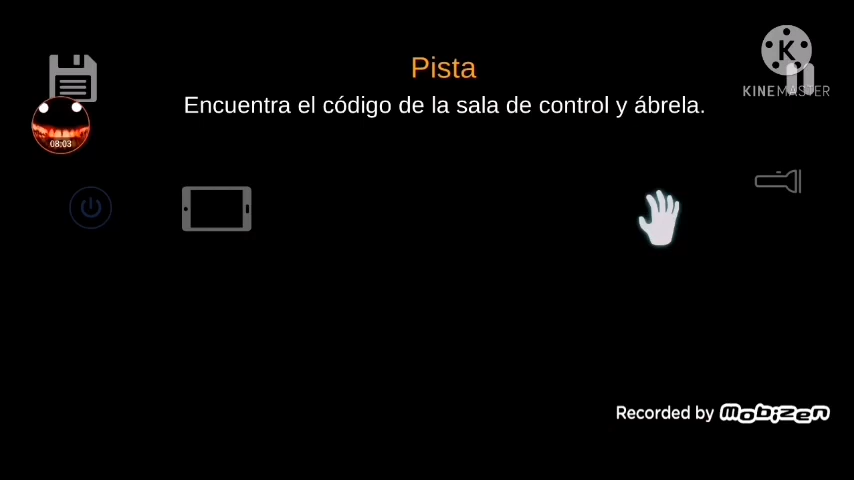 Pista
Encuentra el código de la sala de control y ábrela.
K
KINEMASTER
08:03
Recorded by Mobizen